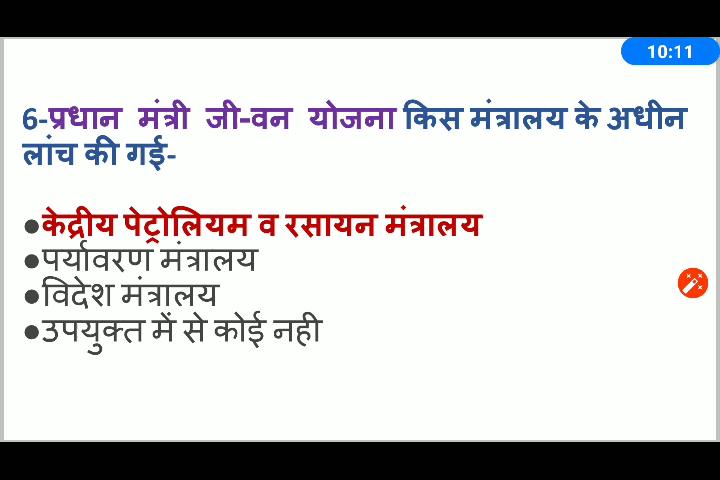 10:11
6-प्रधान मंत्री जी-वन योजना किस मंत्रालय के अधीन
लांच की गई-
●केद्रीय पेट्रोलियम व रसायन मंत्रालय
●पर्यावरण मंत्रालय
●विदेश मंत्रालय
●उपयुक्त में से कोई नही